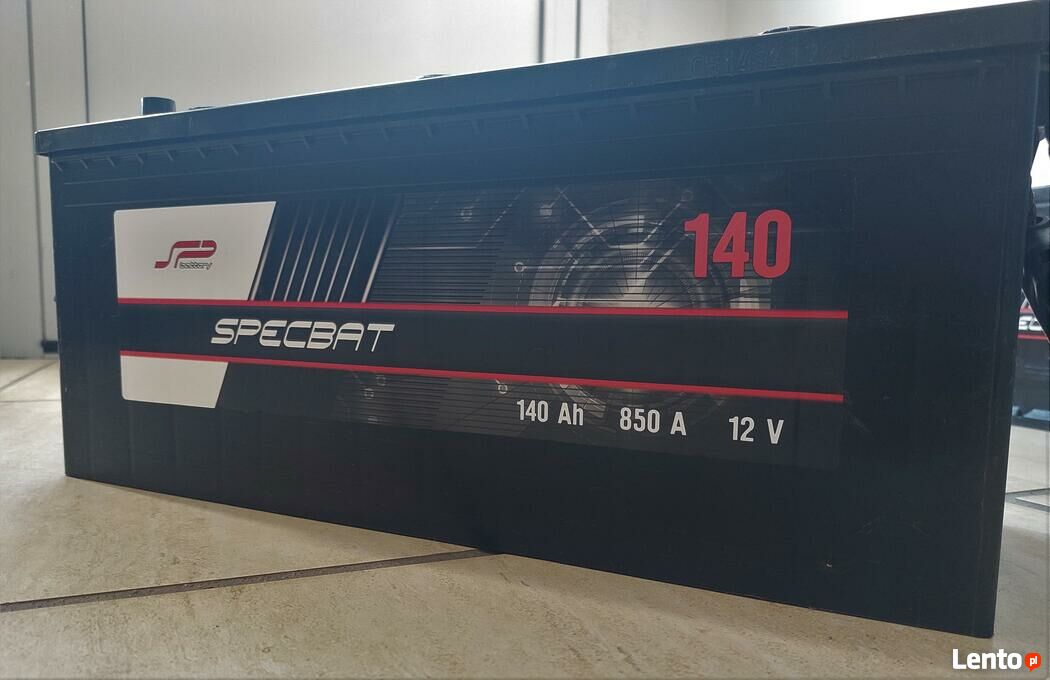 140
SP
battery
SPECBAT
140 Ah 850 A 12 V
Lento pl